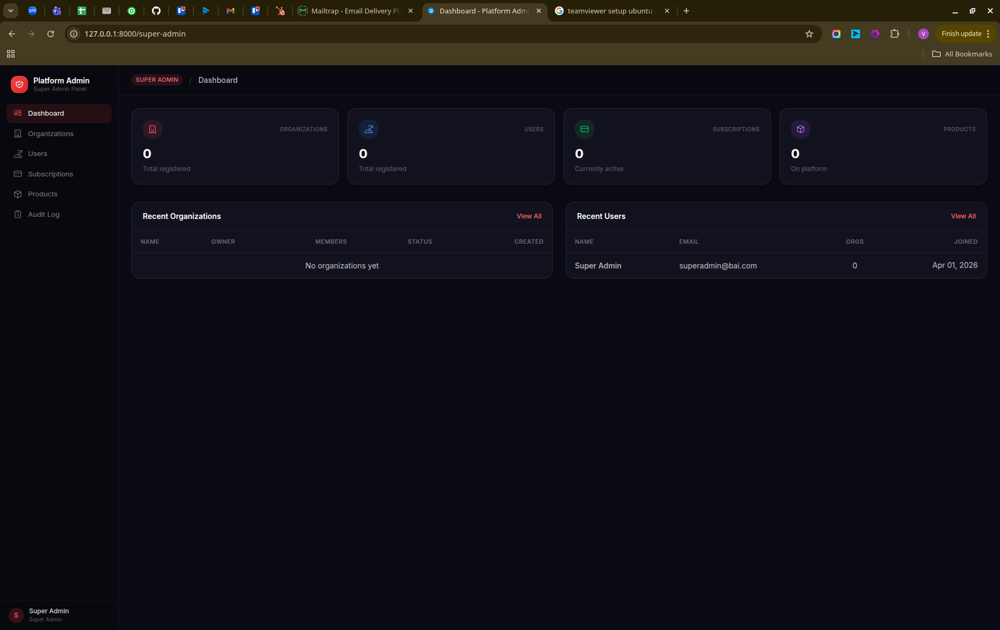 zm
Mailtrap - Email Delivery Pl
Dashboard - Platform Admi
teamviewer setup ubuntu -
127.0.0.1:8000/super-admin
V
Finish update
All Bookmarks
Platform Admin
Super Admin Panel
SUPER ADMIN / Dashboard
Dashboard
Organizations
Users
Subscriptions
Products
Audit Log
ORGANIZATIONS
0
Total registered
USERS
0
Total registered
SUBSCRIPTIONS
0
Currently active
PRODUCTS
0
On platform
Recent Organizations View All
NAME OWNER MEMBERS STATUS CREATED
No organizations yet
Recent Users View All
NAME EMAIL ORGS JOINED
Super Admin superadmin@bai.com 0 Apr 01, 2026
S
Super Admin
Super Admin